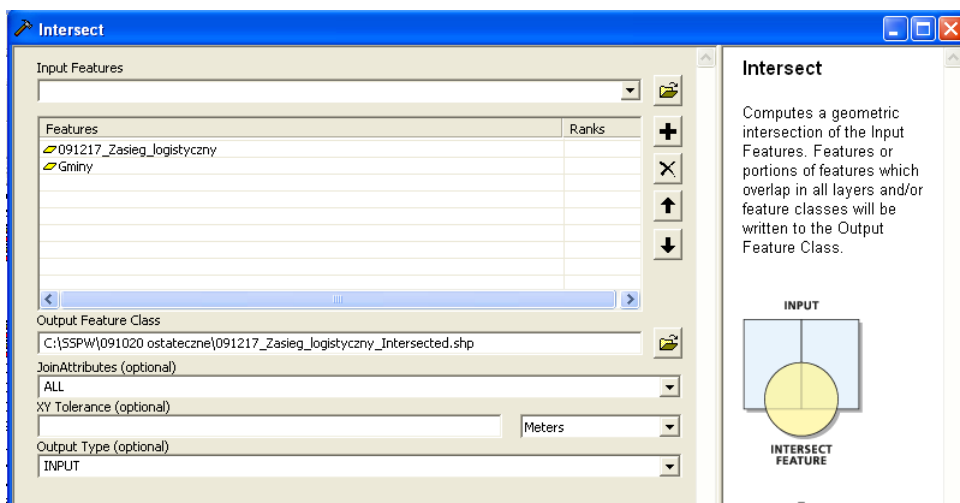 Intersect
Input Features
Features Ranks
091217_Zasieg_logistyczny
Gminy
Output Feature Class
C:\SSPW\091020 ostateczne\091217_Zasieg_logistyczny_Intersected.shp
JoinAttributes (optional)
ALL
XY Tolerance (optional)
Meters
Output Type (optional)
INPUT
Intersect
Computes a geometric
intersection of the Input
Features. Features or
portions of features which
overlap in all layers and/or
feature classes will be
written to the Output
Feature Class.
INPUT
INTERSECT
FEATURE